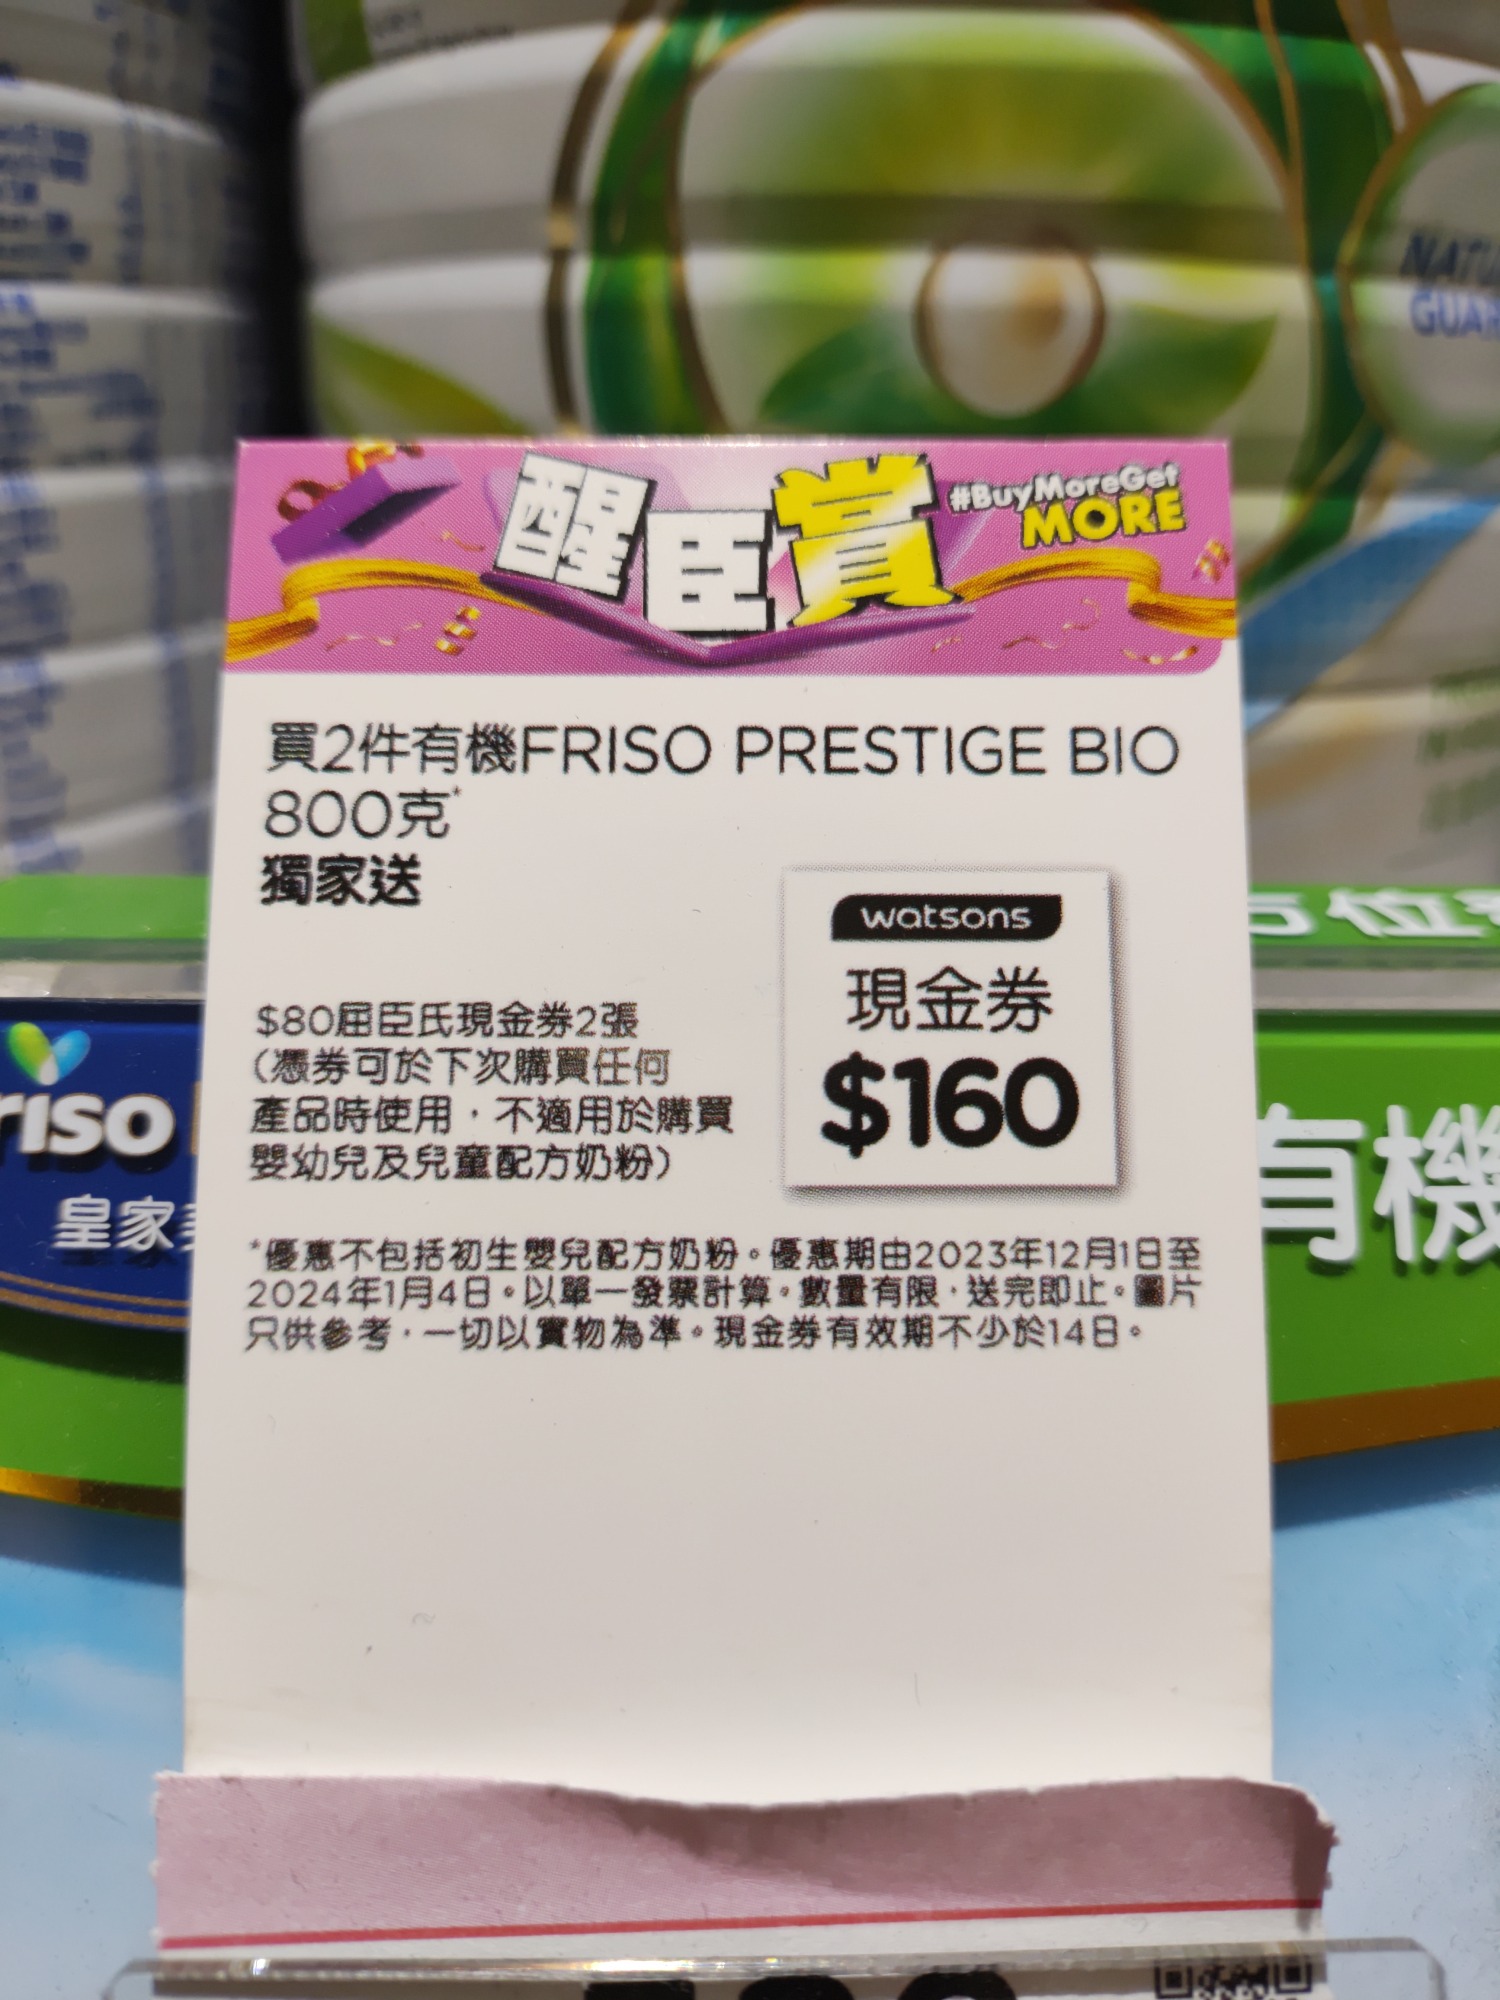 NATU
GUAR
醒臣賞
#BuyMoreGet
MORE
買2件有機FRISO PRESTIGE BIO
800克*
獨家送
watsons
現金券
$160
$80屈臣氏現金券2張
(憑券可於下次購買任何
產品時使用，不適用於購買
嬰幼兒及兒童配方奶粉)
*優惠不包括初生嬰兒配方奶粉。優惠期由2023年12月1日至
2024年1月4日。以單一發票計算。數量有限，送完即止。圖片
只供參考，一切以實物為準。現金券有效期不少於14日。
riso
皇家
有機